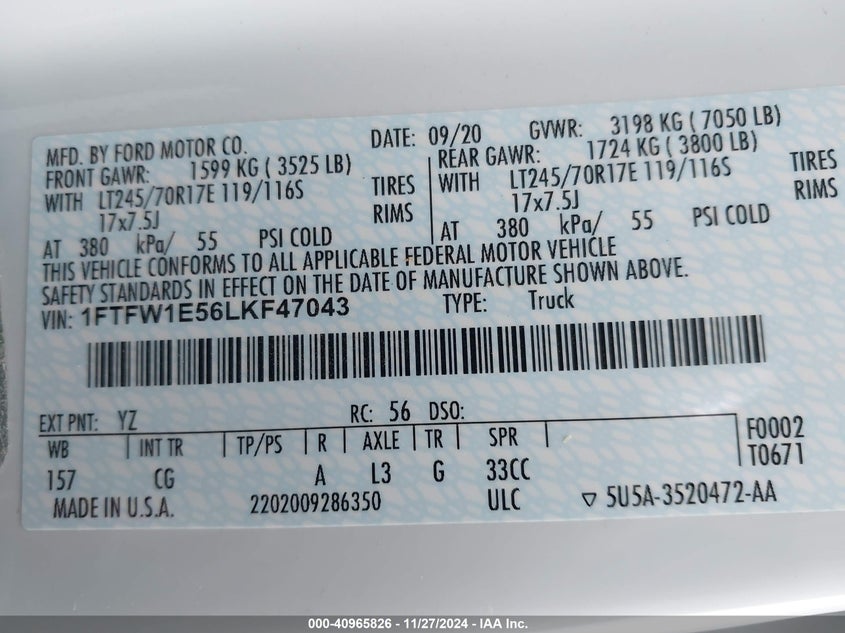 MFD. BY FORD MOTOR CO.
DATE: 09/20 GVWR: 3198 KG ( 7050 LB)
FRONT GAWR: 1599 KG ( 3525 LB)
WITH LT245/70R17E 119/116S TIRES
17x7.5J RIMS
AT 380 kPa/ 55 PSI COLD
REAR GAWR: 1724 KG ( 3800 LB)
WITH LT245/70R17E 119/116S TIRES
17x7.5J RIMS
AT 380 kPa/ 55 PSI COLD
THIS VEHICLE CONFORMS TO ALL APPLICABLE FEDERAL MOTOR VEHICLE
SAFETY STANDARDS IN EFFECT ON THE DATE OF MANUFACTURE SHOWN ABOVE.
VIN: 1FTFW1E56LKF47043 TYPE: Truck
EXT PNT: YZ RC: 56 DSO:
WB INT TR TP/PS R AXLE TR SPR
157 CG A L3 G 33CC
F0002
T0671
MADE IN U.S.A. 2202009286350 ULC ▽ 5U5A-3520472-AA
000-40965826 - 11/27/2024 - IAA Inc.